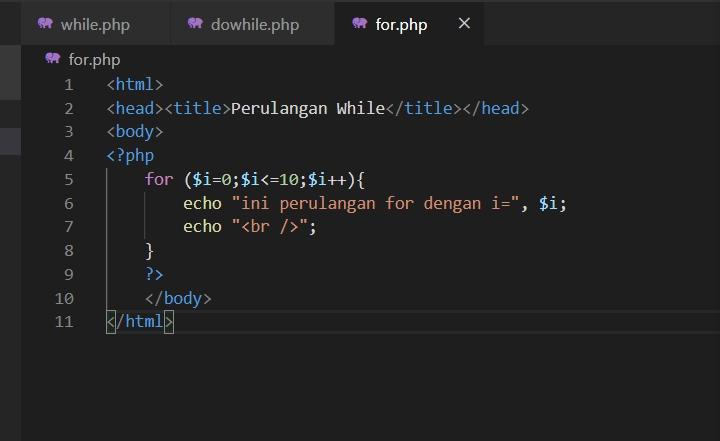 while.php dowhile.php for.php ×
for.php
1 <html>
2 <head><title>Perulangan While</title></head>
3 <body>
4 <?php
5     for ($i=0;$i<=10;$i++){
6         echo "ini perulangan for dengan i=", $i;
7         echo "<br />";
8     }
9     ?>
10     </body>
11 </html>